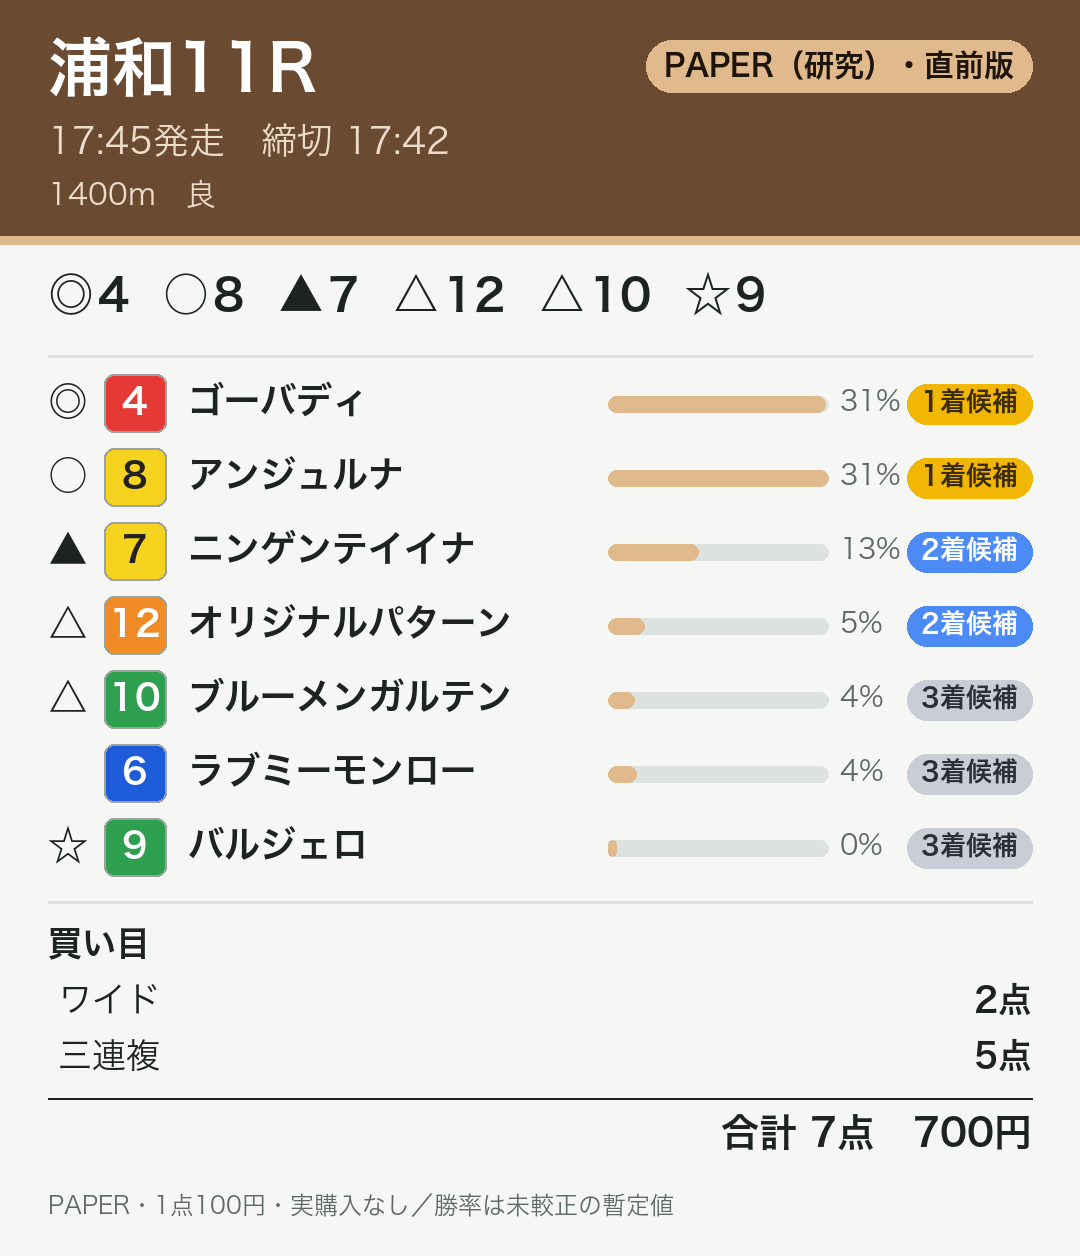 浦和11R
PAPER（研究）・直前版
17:45発走　締切 17:42
1400m　良
◎4 ○8 ▲7 △12 △10 ☆9
◎ 4 ゴーバディ 31% 1着候補
○ 8 アンジュルナ 31% 1着候補
▲ 7 ニンゲンテイイナ 13% 2着候補
△ 12 オリジナルパターン 5% 2着候補
△ 10 ブルーメンガルテン 4% 3着候補
6 ラブミーモンロー 4% 3着候補
☆ 9 バルジェロ 0% 3着候補
買い目
ワイド 2点
三連複 5点
合計 7点　700円
PAPER・1点100円・実購入なし／勝率は未較正の暫定値